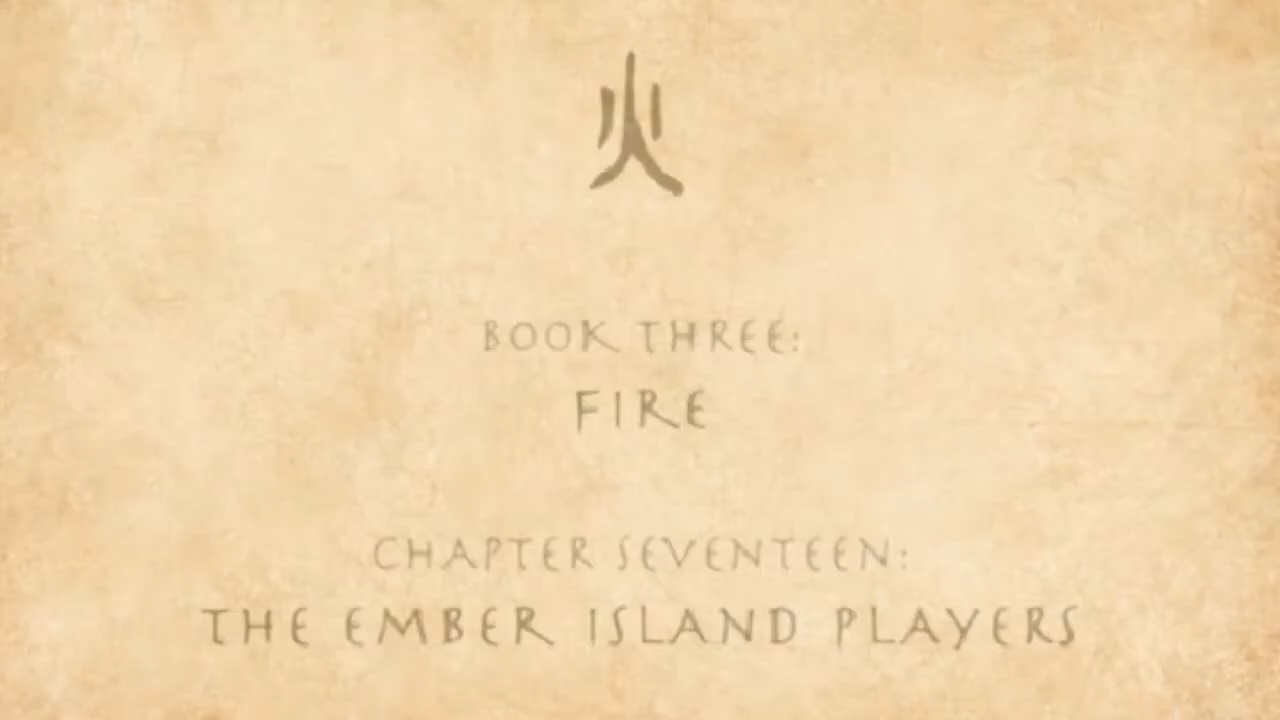 火
BOOK THREE:
FIRE
CHAPTER SEVENTEEN:
THE EMBER ISLAND PLAYERS